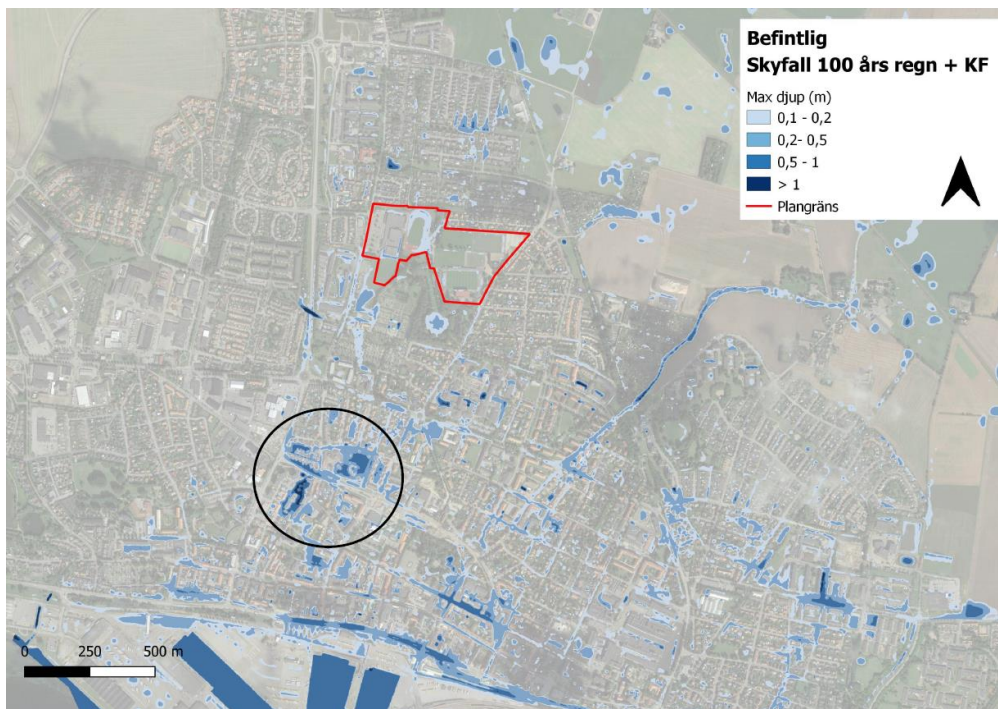 Befintlig
Skyfall 100 års regn + KF
Max djup (m)
0,1 - 0,2
0,2- 0,5
0,5 - 1
> 1
Plangräns
0 250 500 m